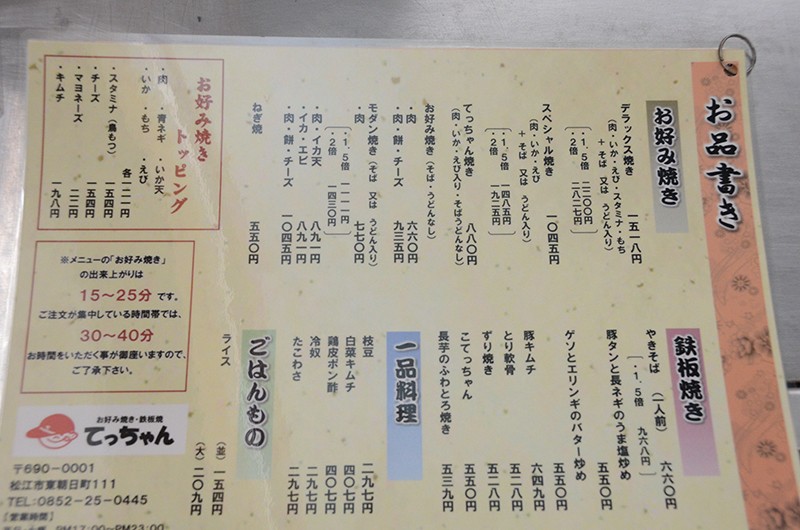 お品書き
お好み焼き
デラックス焼き 一五一八円
(肉・いか・えび・スタミナ・もち
+そば 又は うどん入り)
・1.5倍 二二〇〇円
・2倍 二八二七円
スペシャル焼き 一〇四五円
(肉・いか・えび
+そば 又は うどん入り)
・1.5倍 一四八五円
・2倍 一九二五円
てっちゃん焼き 八八〇円
(肉・いか・えび入り・そばうどんなし)
お好み焼き(そば・うどんなし)
・肉 六六〇円
・肉・餅・チーズ 九三五円
モダン焼き(そば 又は うどん入り)
・肉 七七〇円
・1.5倍 一一一一円
・2倍 一四三〇円
・肉・イカ天 八九一円
・イカ・エビ 八九一円
・肉・餅・チーズ 一〇四五円
ねぎ焼 五五〇円
お好み焼き
トッピング
・肉 ・青ネギ ・いか天
・いか ・もち ・えび
各一二一円
・スタミナ(鳥もつ) 一五四円
・チーズ 一五四円
・マヨネーズ 二二円
・キムチ 一九八円
鉄板焼き
やきそば (一人前) 六六〇円
・1.5倍 九六八円
豚タンと長ネギのうま塩炒め 五五〇円
ゲソとエリンギのバター炒め 五五〇円
豚キムチ 六四九円
とり軟骨 五二八円
ずり焼き 五二八円
こてっちゃん 五五〇円
長芋のふわとろ焼き 五三九円
一品料理
枝豆 二九七円
白菜キムチ 四〇七円
鶏皮ポン酢 四〇七円
冷奴 二九七円
たこわさ 二九七円
ごはんもの
ライス (並) 一五四円
(大) 二〇九円
※メニューの「お好み焼き」
の出来上がりは
15〜25分 です。
ご注文が集中している時間帯では、
30〜40分
お時間をいただく事が御座いますので、
ご了承下さい。
お好み焼き・鉄板焼
てっちゃん
〒690-0001
松江市東朝日町111
TEL:0852-25-0445
[営業時間]